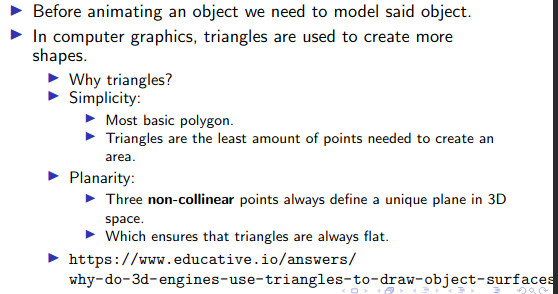 Before animating an object we need to model said object.
In computer graphics, triangles are used to create more
shapes.
Why triangles?
Simplicity:
Most basic polygon.
Triangles are the least amount of points needed to create an
area.
Planarity:
Three non-collinear points always define a unique plane in 3D
space.
Which ensures that triangles are always flat.
https://www.educative.io/answers/
why-do-3d-engines-use-triangles-to-draw-object-surfaces